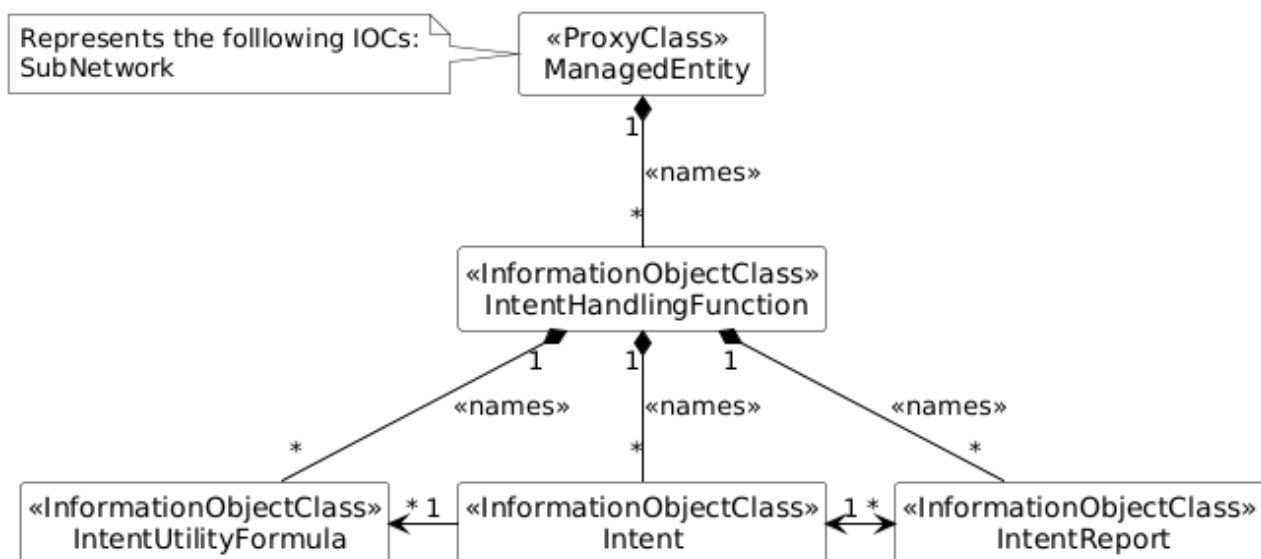 Represents the folllowing IOCs:
SubNetwork
«ProxyClass»
ManagedEntity
1
«names»
*
«InformationObjectClass»
IntentHandlingFunction
1
1
1
«names»
«names»
«names»
*
*
*
«InformationObjectClass»
IntentUtilityFormula
* 1
«InformationObjectClass»
Intent
1 *
«InformationObjectClass»
IntentReport